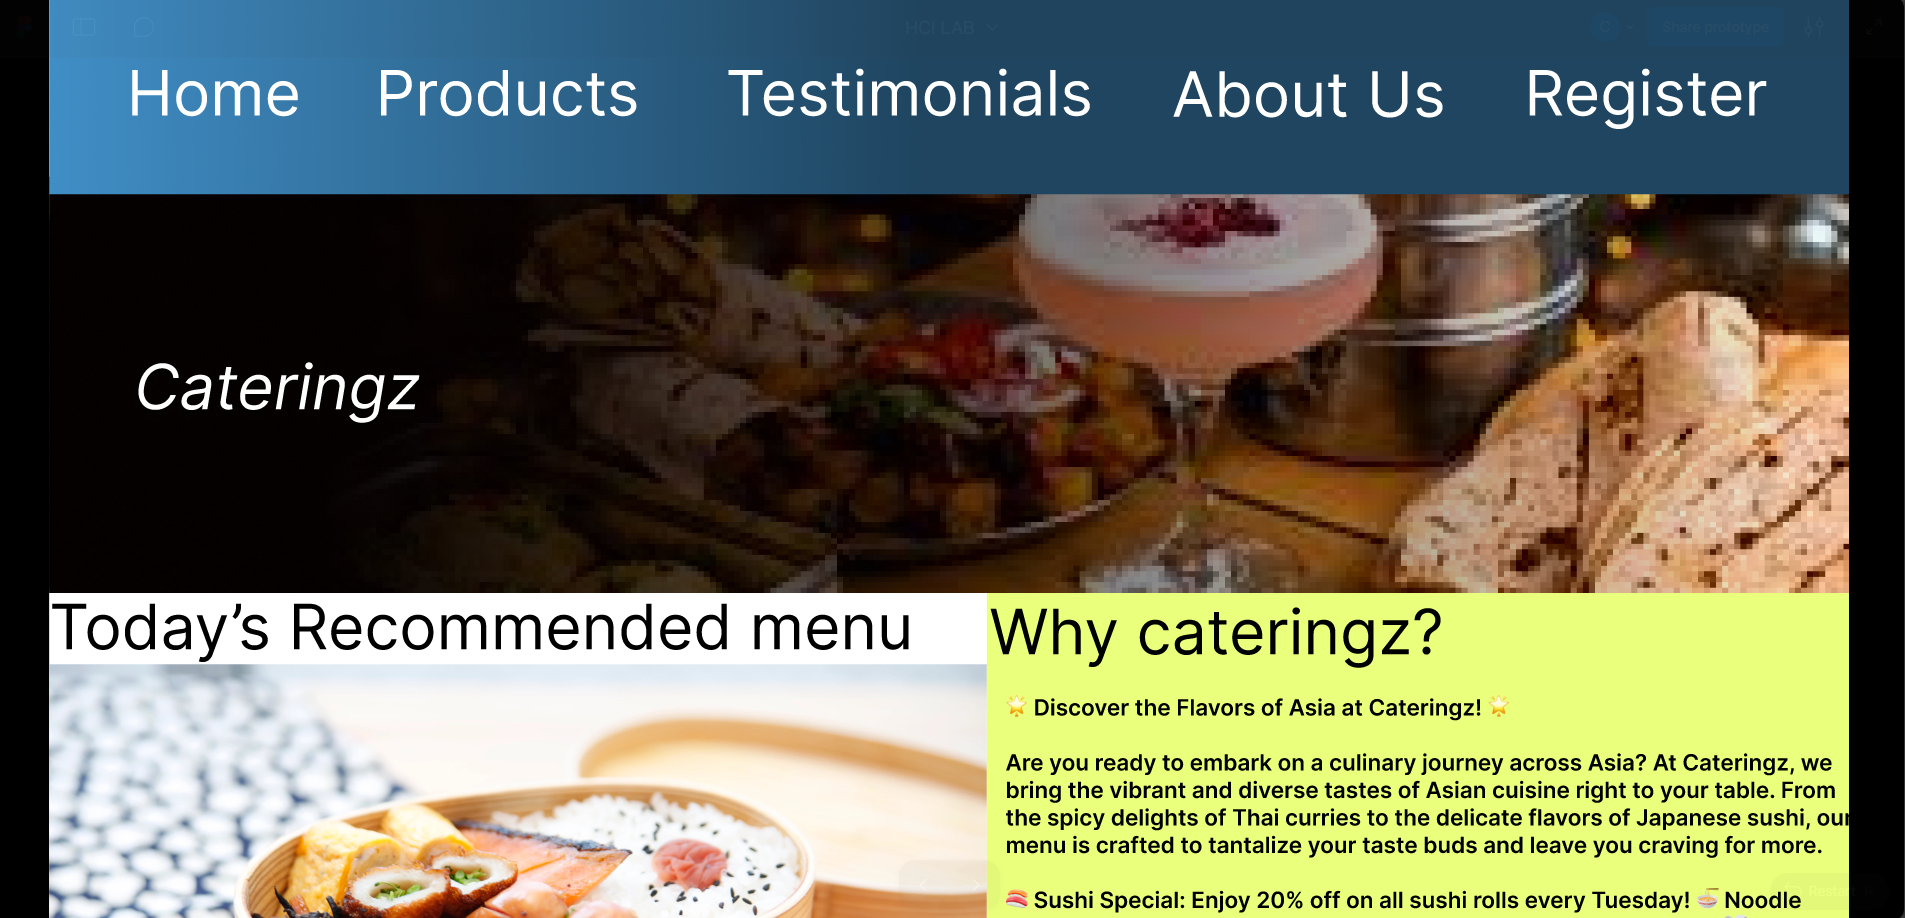 HCI LAB
Share prototype
Home Products Testimonials About Us Register
Cateringz
Today’s Recommended menu
Why cateringz?
🌟 Discover the Flavors of Asia at Cateringz! 🌟
Are you ready to embark on a culinary journey across Asia? At Cateringz, we
bring the vibrant and diverse tastes of Asian cuisine right to your table. From
the spicy delights of Thai curries to the delicate flavors of Japanese sushi, our
menu is crafted to tantalize your taste buds and leave you craving for more.
🍣 Sushi Special: Enjoy 20% off on all sushi rolls every Tuesday! 🍜 Noodle